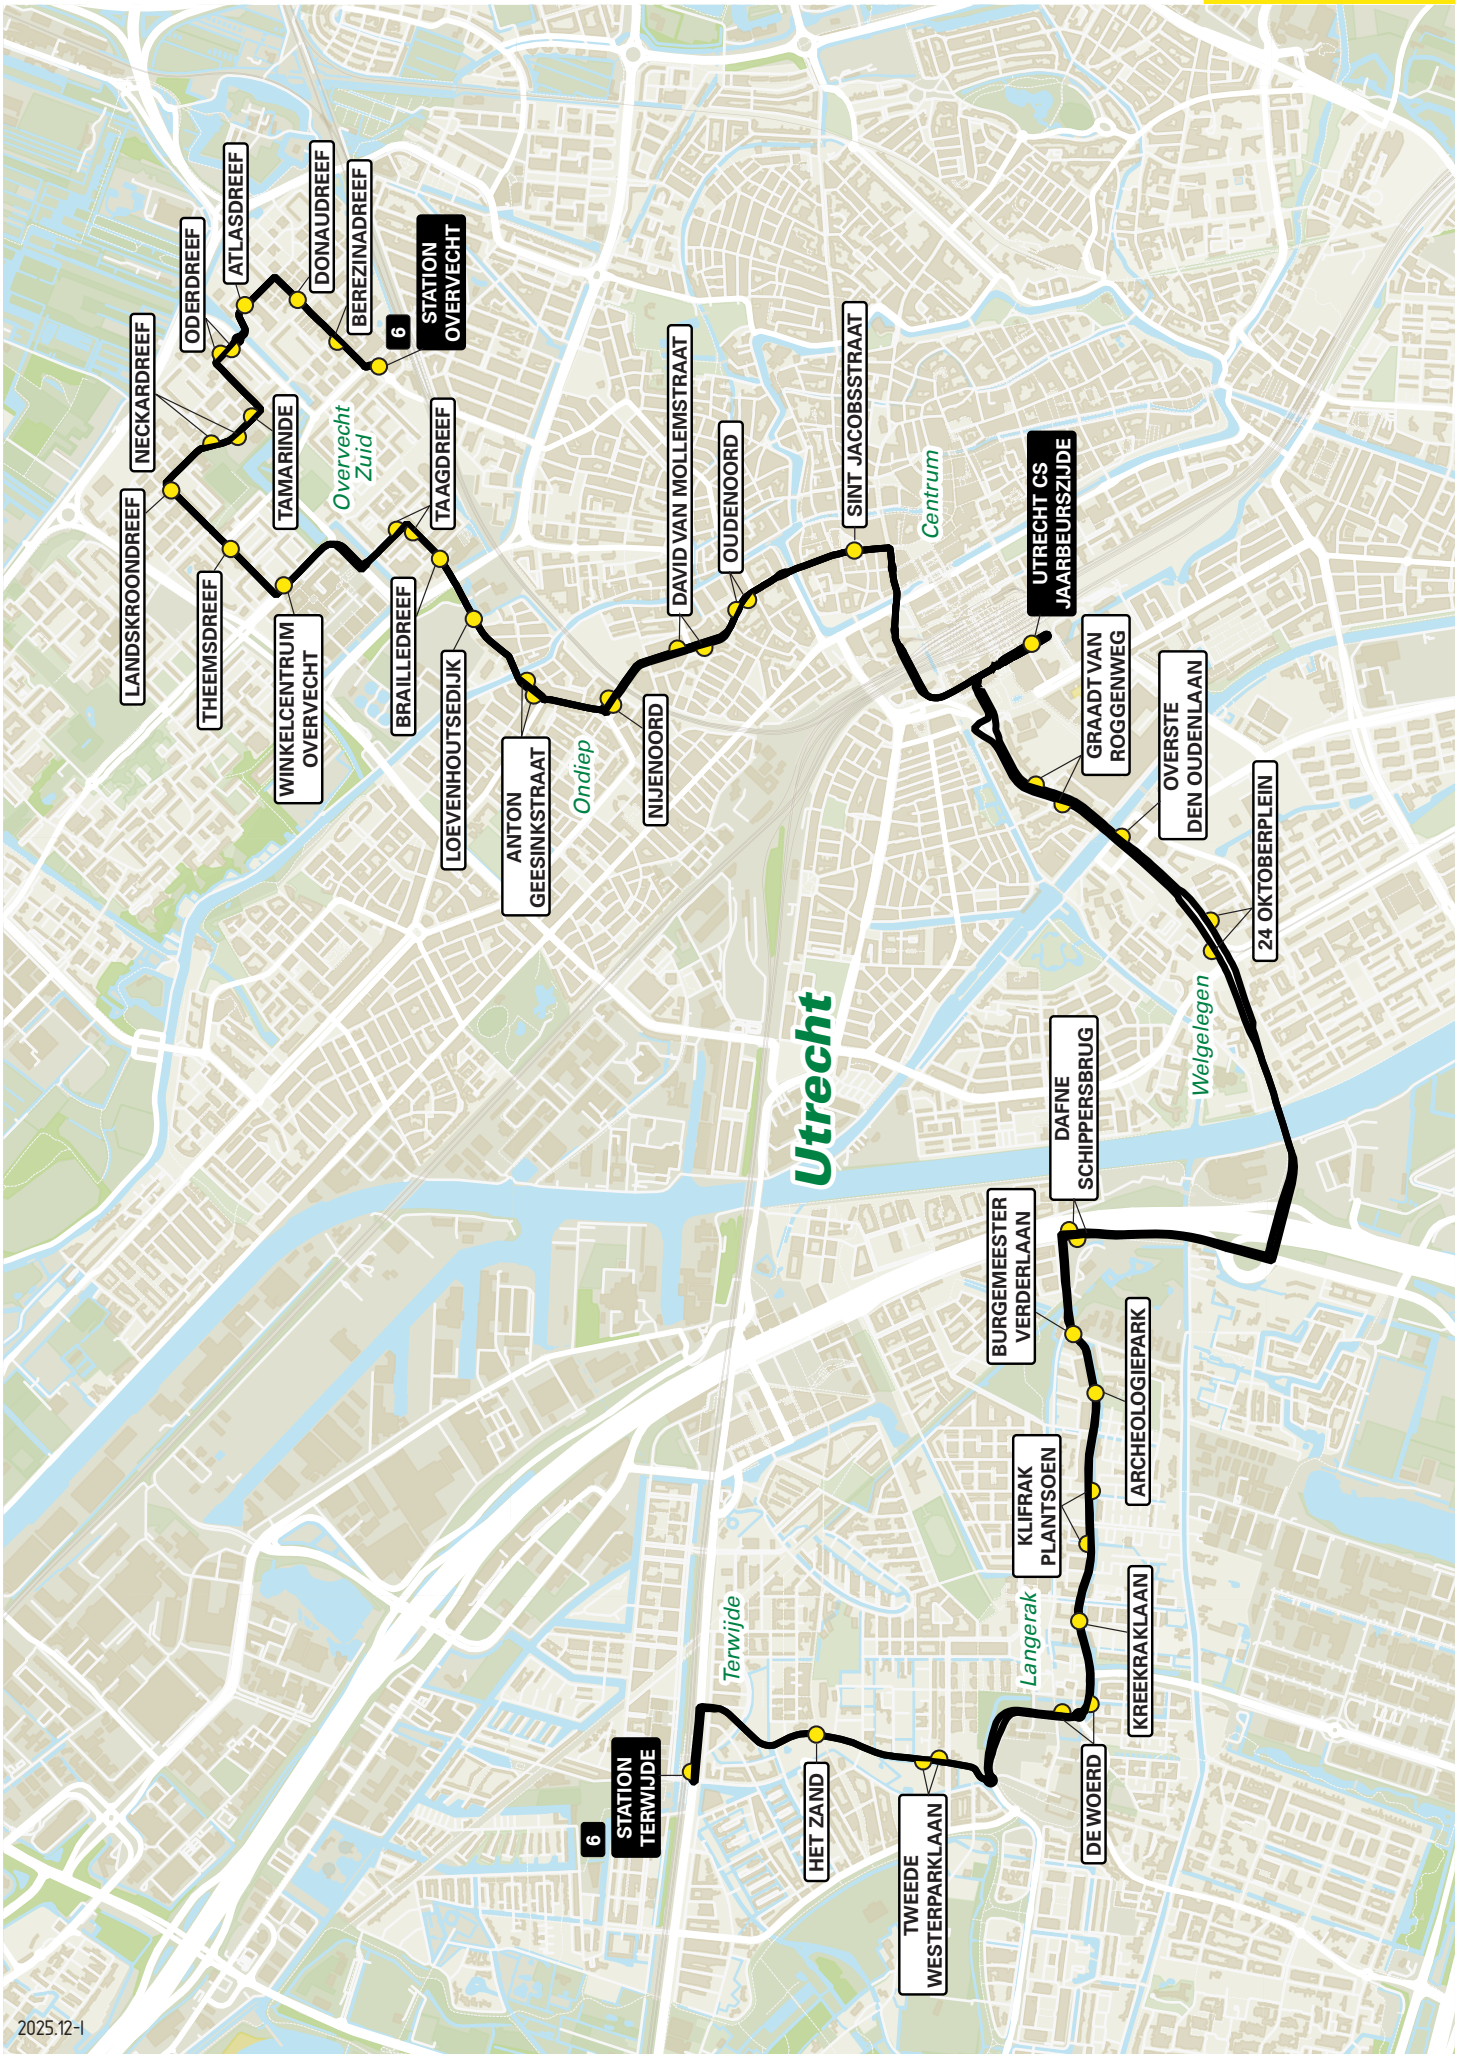 ATLASDREEF
DONAUDREEF
BEREZINADREEF
ODERDREEF
6
STATION
OVERVECHT
NECKARDREEF
TAMARINDE
LANDSKROONDREEF
THEEMSDREEF
WINKELCENTRUM
OVERVECHT
Overvecht
Zuid
TAAGDREEF
BRAILLEDREEF
LOEVENHOUTSEDIJK
ANTON
GEESINKSTRAAT
Ondiep
NIJENOORD
DAVID VAN MOLLEMSTRAAT
OUDENOORD
SINT JACOBSSTRAAT
Centrum
UTRECHT CS
JAARBEURSZIJDE
GRAADT VAN
ROGGENWEG
OVERSTE
DEN OUDENLAAN
24 OKTOBERPLEIN
Welgelegen
Utrecht
DAFNE
SCHIPPERSBRUG
BURGEMEESTER
VERDERLAAN
ARCHEOLOGIEPARK
KLIFRAK
PLANTSOEN
KREEKRAKLAAN
Langerak
DE WOERD
TWEEDE
WESTERPARKLAAN
HET ZAND
Terwijde
6
STATION
TERWIJDE
2025.12-I